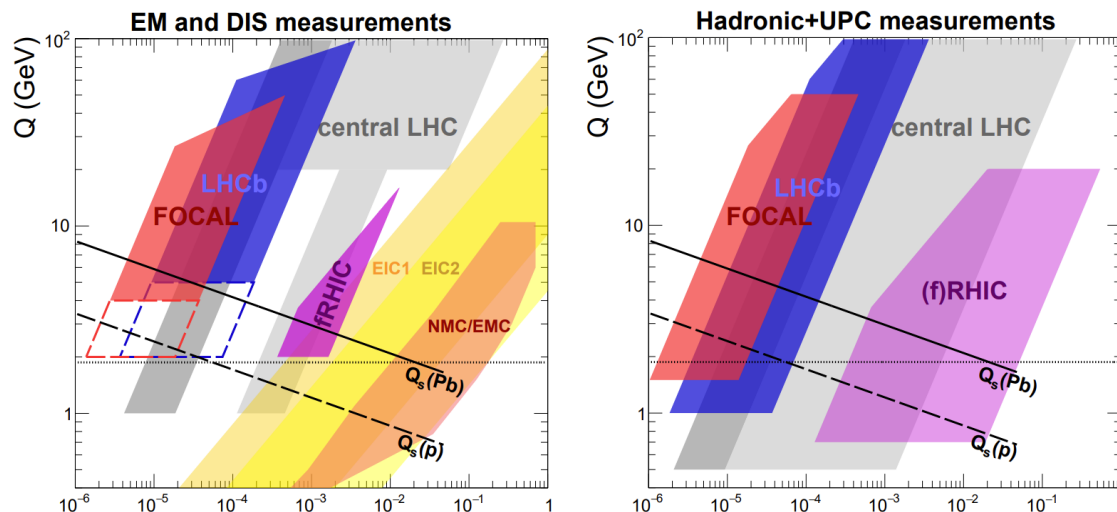 EM and DIS measurements
Q (GeV)
10²
10
1
central LHC
LHCb
FOCAL
fRHIC
EIC1 EIC2
NMC/EMC
Qₛ(Pb)
Qₛ(p)
10⁻⁶ 10⁻⁵ 10⁻⁴ 10⁻³ 10⁻² 10⁻¹ 1
Hadronic+UPC measurements
Q (GeV)
10²
10
1
central LHC
LHCb
FOCAL
(f)RHIC
Qₛ(Pb)
Qₛ(p)
10⁻⁶ 10⁻⁵ 10⁻⁴ 10⁻³ 10⁻² 10⁻¹